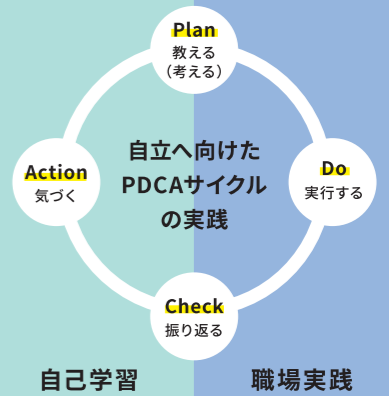 Plan
教える
（考える）
自立へ向けた
PDCAサイクル
の実践
Action
気づく
Do
実行する
Check
振り返る
自己学習
職場実践